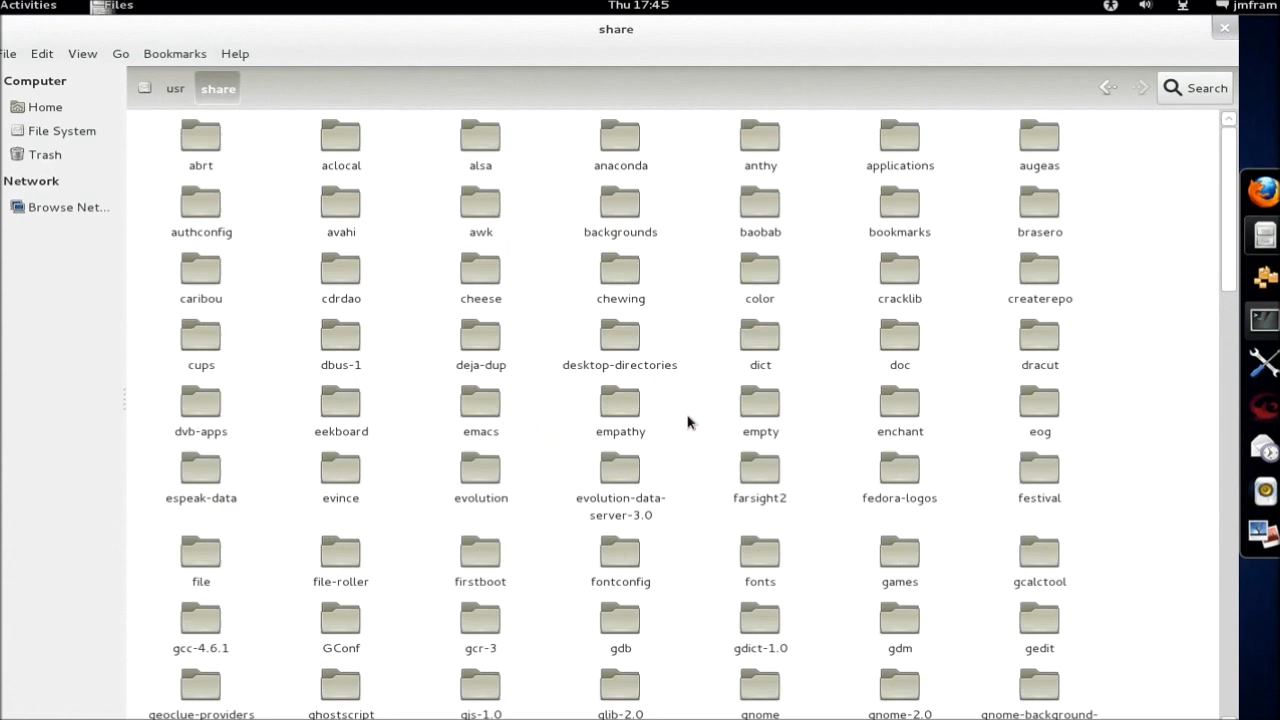 Activities Files Thu 17:45 jmfram
share
File Edit View Go Bookmarks Help
Computer
Home
File System
Trash
Network
Browse Net...
usr share Search
abrt aclocal alsa anaconda anthy applications augeas
authconfig avahi awk backgrounds baobab bookmarks brasero
caribou cdrdao cheese chewing color cracklib createrepo
cups dbus-1 deja-dup desktop-directories dict doc dracut
dvb-apps eekboard emacs empathy empty enchant eog
espeak-data evince evolution evolution-data-
server-3.0 farsight2 fedora-logos festival
file file-roller firstboot fontconfig fonts games gcalctool
gcc-4.6.1 GConf gcr-3 gdb gdict-1.0 gdm gedit
geoclue-providers ghostscript gjs-1.0 glib-2.0 gnome gnome-2.0 gnome-background-